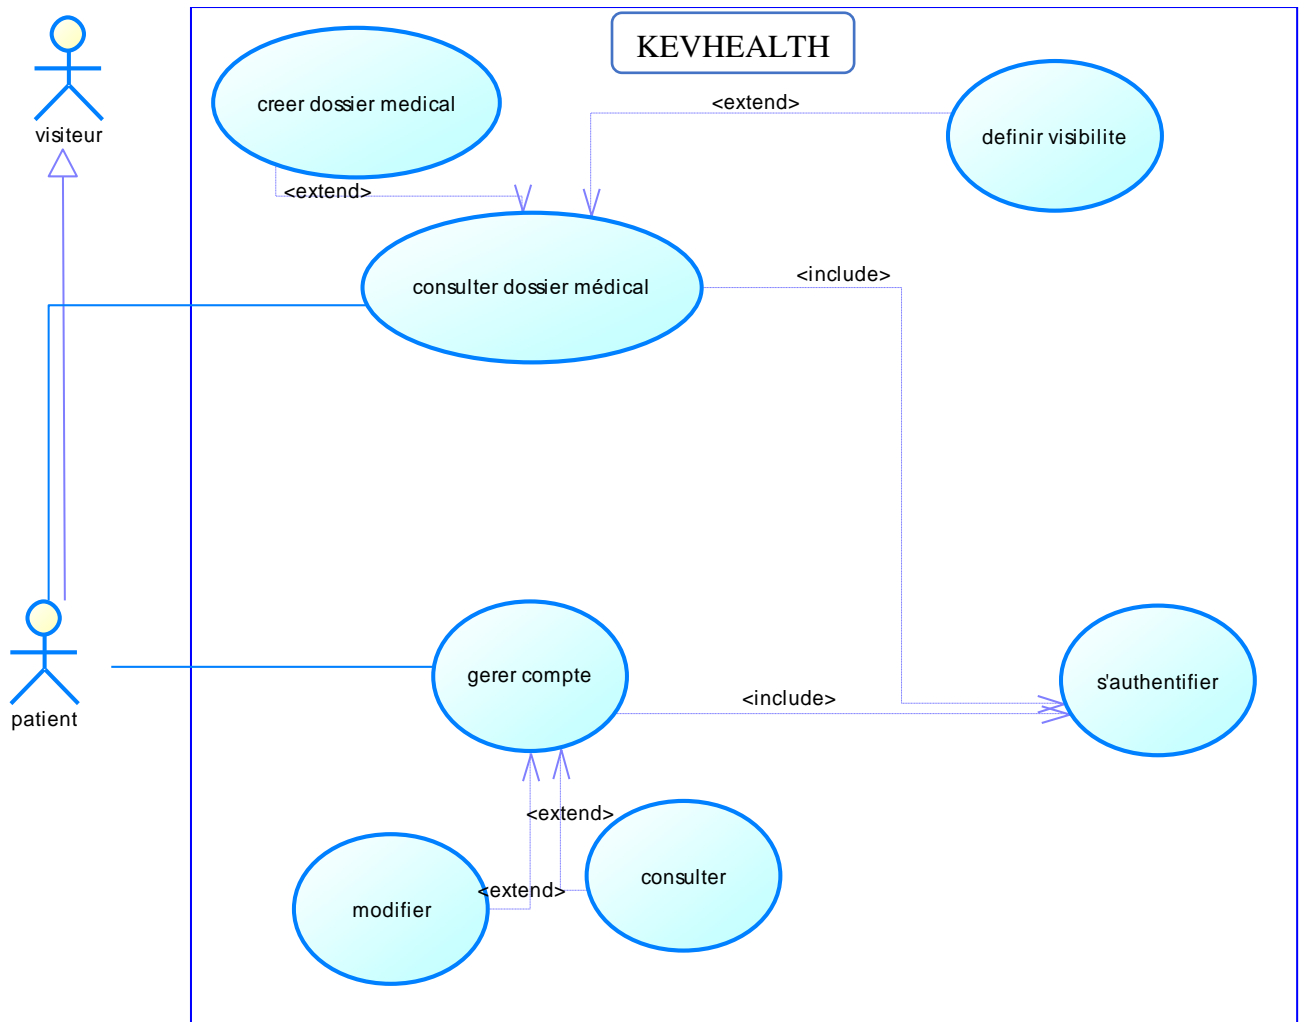 KEVHEALTH
creer dossier medical
<extend>
definir visibilite
visiteur
<extend>
consulter dossier médical
<include>
gerer compte
s'authentifier
<include>
patient
<extend>
consulter
<extend>
modifier